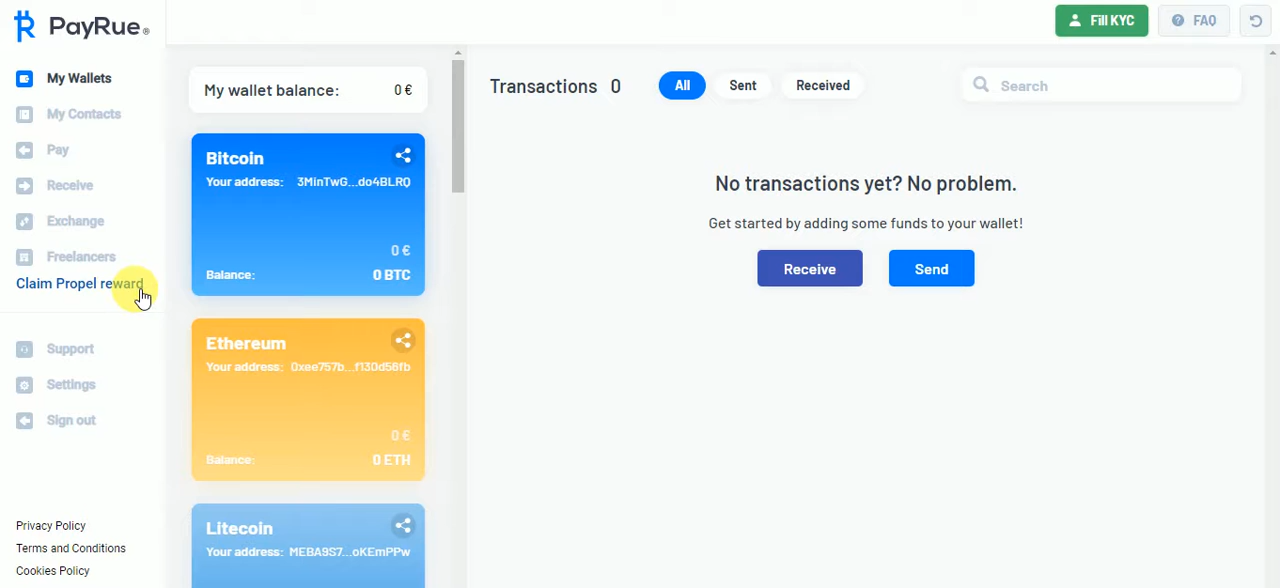 PayRue®
Fill KYC
FAQ
My Wallets
My Contacts
Pay
Receive
Exchange
Freelancers
Claim Propel reward
Support
Settings
Sign out
Privacy Policy
Terms and Conditions
Cookies Policy
My wallet balance: 0 €
Bitcoin
Your address: 3MinTwG...do4BLRQ
0 €
Balance: 0 BTC
Ethereum
Your address: 0xee757b...f130d56fb
0 €
Balance: 0 ETH
Litecoin
Your address: MEBA9S7...oKEmPPw
Transactions 0
All Sent Received
Search
No transactions yet? No problem.
Get started by adding some funds to your wallet!
Receive Send